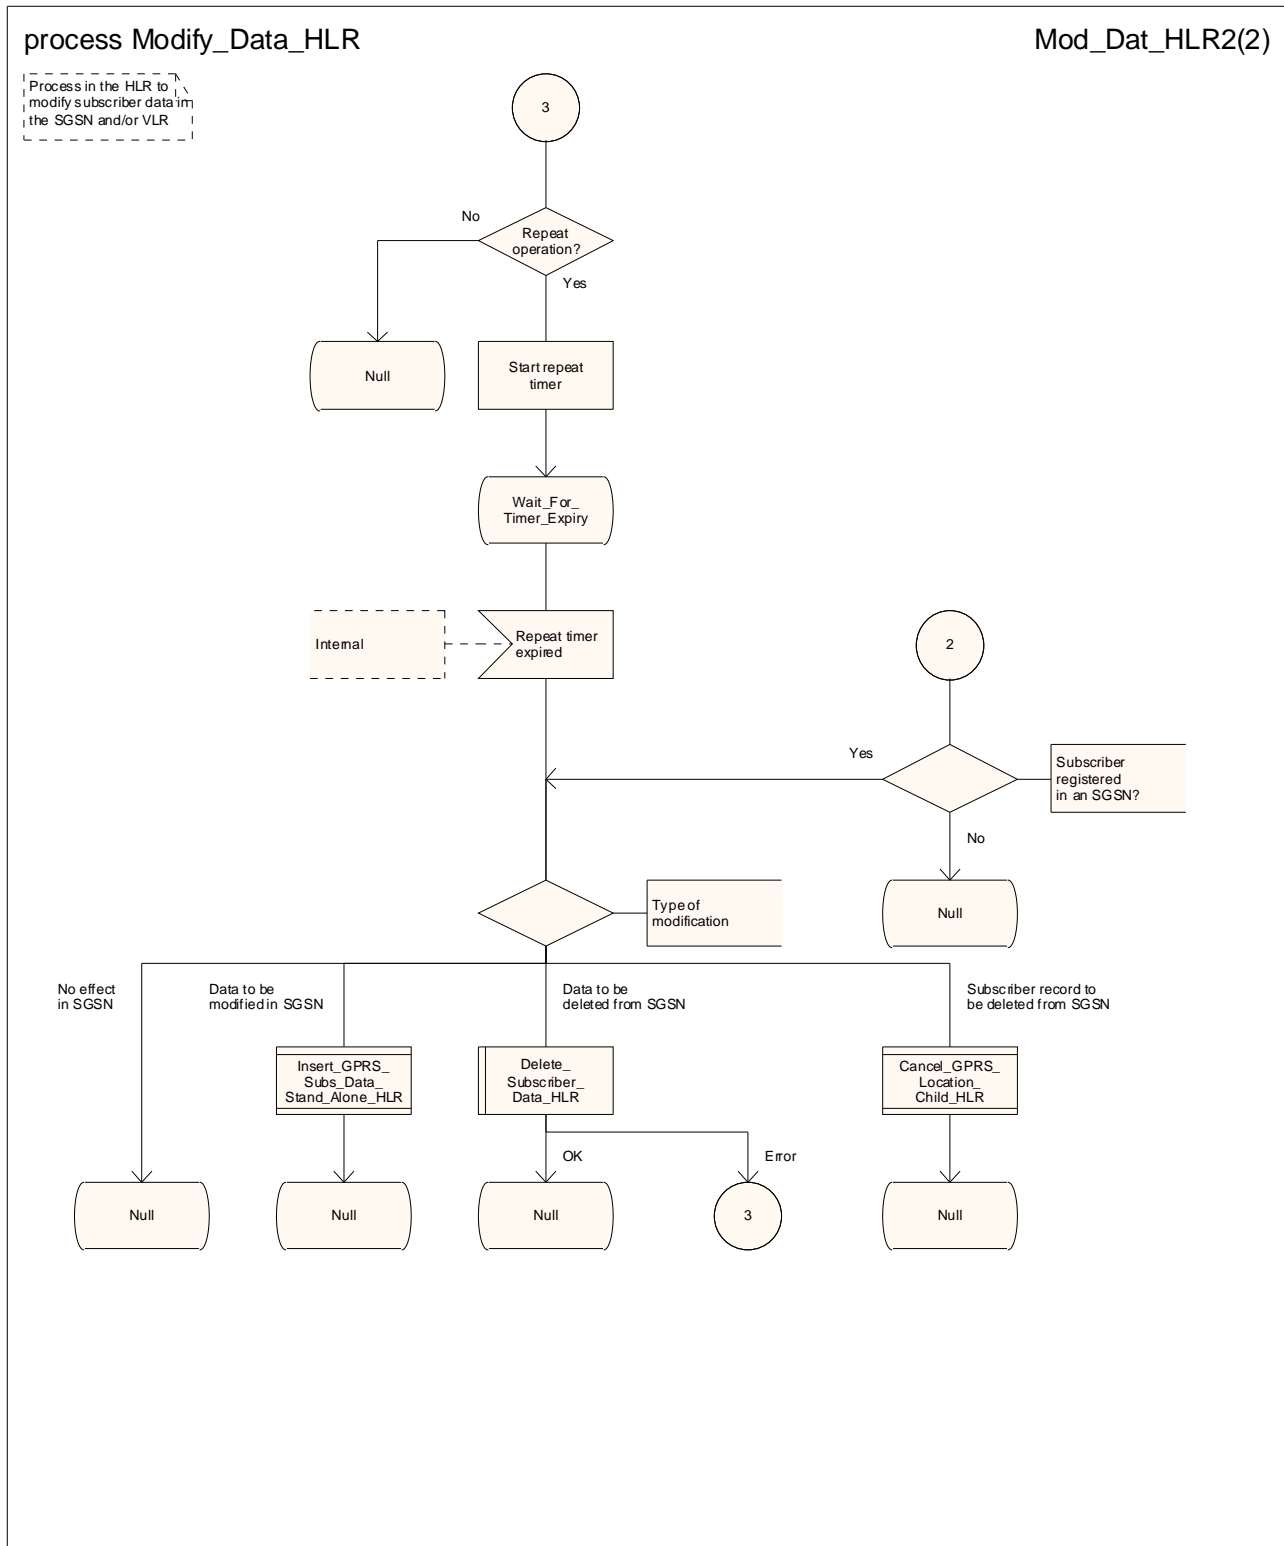 process Modify_Data_HLR
Mod_Dat_HLR2(2)
Process in the HLR to
modify subscriber data in
the SGSN and/or VLR
3
No
Repeat
operation?
Yes
Null
Start repeat
timer
Wait_For_
Timer_Expiry
Internal
Repeat timer
expired
2
Yes
Subscriber
registered
in an SGSN?
No
Type of
modification
Null
No effect
in SGSN
Data to be
modified in SGSN
Data to be
deleted from SGSN
Subscriber record to
be deleted from SGSN
Insert_GPRS_
Subs_Data_
Stand_Alone_HLR
Delete_
Subscriber_
Data_HLR
Cancel_GPRS_
Location_
Child_HLR
OK
Error
Null
Null
Null
3
Null